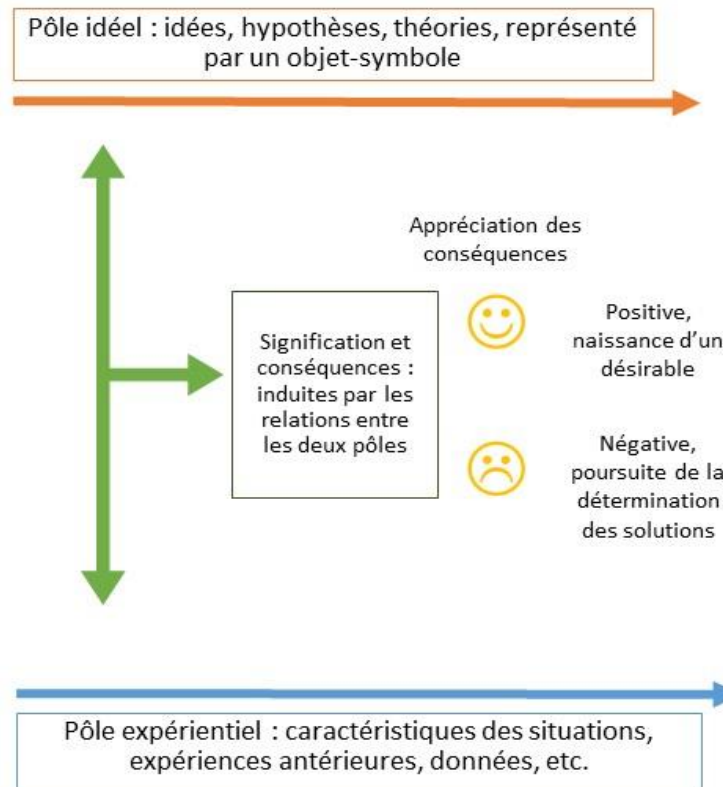 Pôle idéel : idées, hypothèses, théories, représenté
par un objet-symbole
Appréciation des
conséquences
Signification et
conséquences :
induites par les
relations entre
les deux pôles
Positive,
naissance d'un
désirable
Négative,
poursuite de la
détermination
des solutions
Pôle expérientiel : caractéristiques des situations,
expériences antérieures, données, etc.